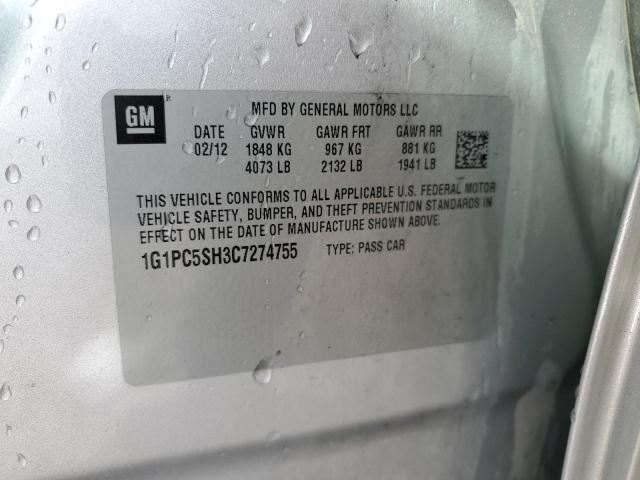 GM
MFD BY GENERAL MOTORS LLC
DATE GVWR GAWR FRT GAWR RR
02/12 1848 KG 967 KG 881 KG
4073 LB 2132 LB 1941 LB
THIS VEHICLE CONFORMS TO ALL APPLICABLE U.S. FEDERAL MOTOR
VEHICLE SAFETY, BUMPER, AND THEFT PREVENTION STANDARDS IN
EFFECT ON THE DATE OF MANUFACTURE SHOWN ABOVE.
1G1PC5SH3C7274755 TYPE: PASS CAR